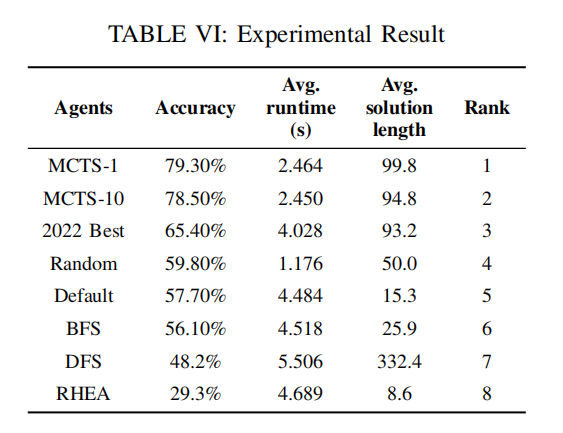 TABLE VI: Experimental Result
Agents Accuracy Avg. runtime (s) Avg. solution length Rank
MCTS-1 79.30% 2.464 99.8 1
MCTS-10 78.50% 2.450 94.8 2
2022 Best 65.40% 4.028 93.2 3
Random 59.80% 1.176 50.0 4
Default 57.70% 4.484 15.3 5
BFS 56.10% 4.518 25.9 6
DFS 48.2% 5.506 332.4 7
RHEA 29.3% 4.689 8.6 8